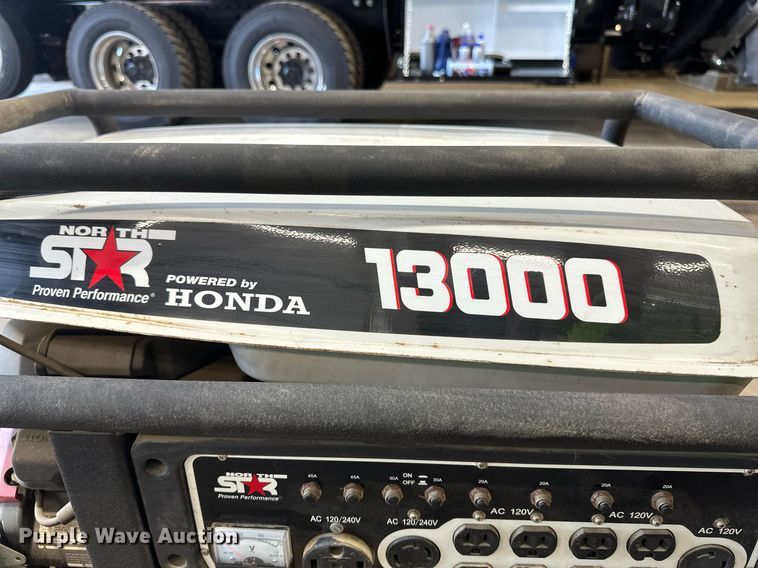 NORTH
STAR
Proven Performance®
POWERED by
HONDA
13000
NORTH
STAR
Proven Performance®
45A
45A
30A
ON
OFF
30A
20A
20A
20A
20A
AC 120/240V
AC 120/240V
AC 120V
AC 120V
AC 120V
V
Purple Wave Auction